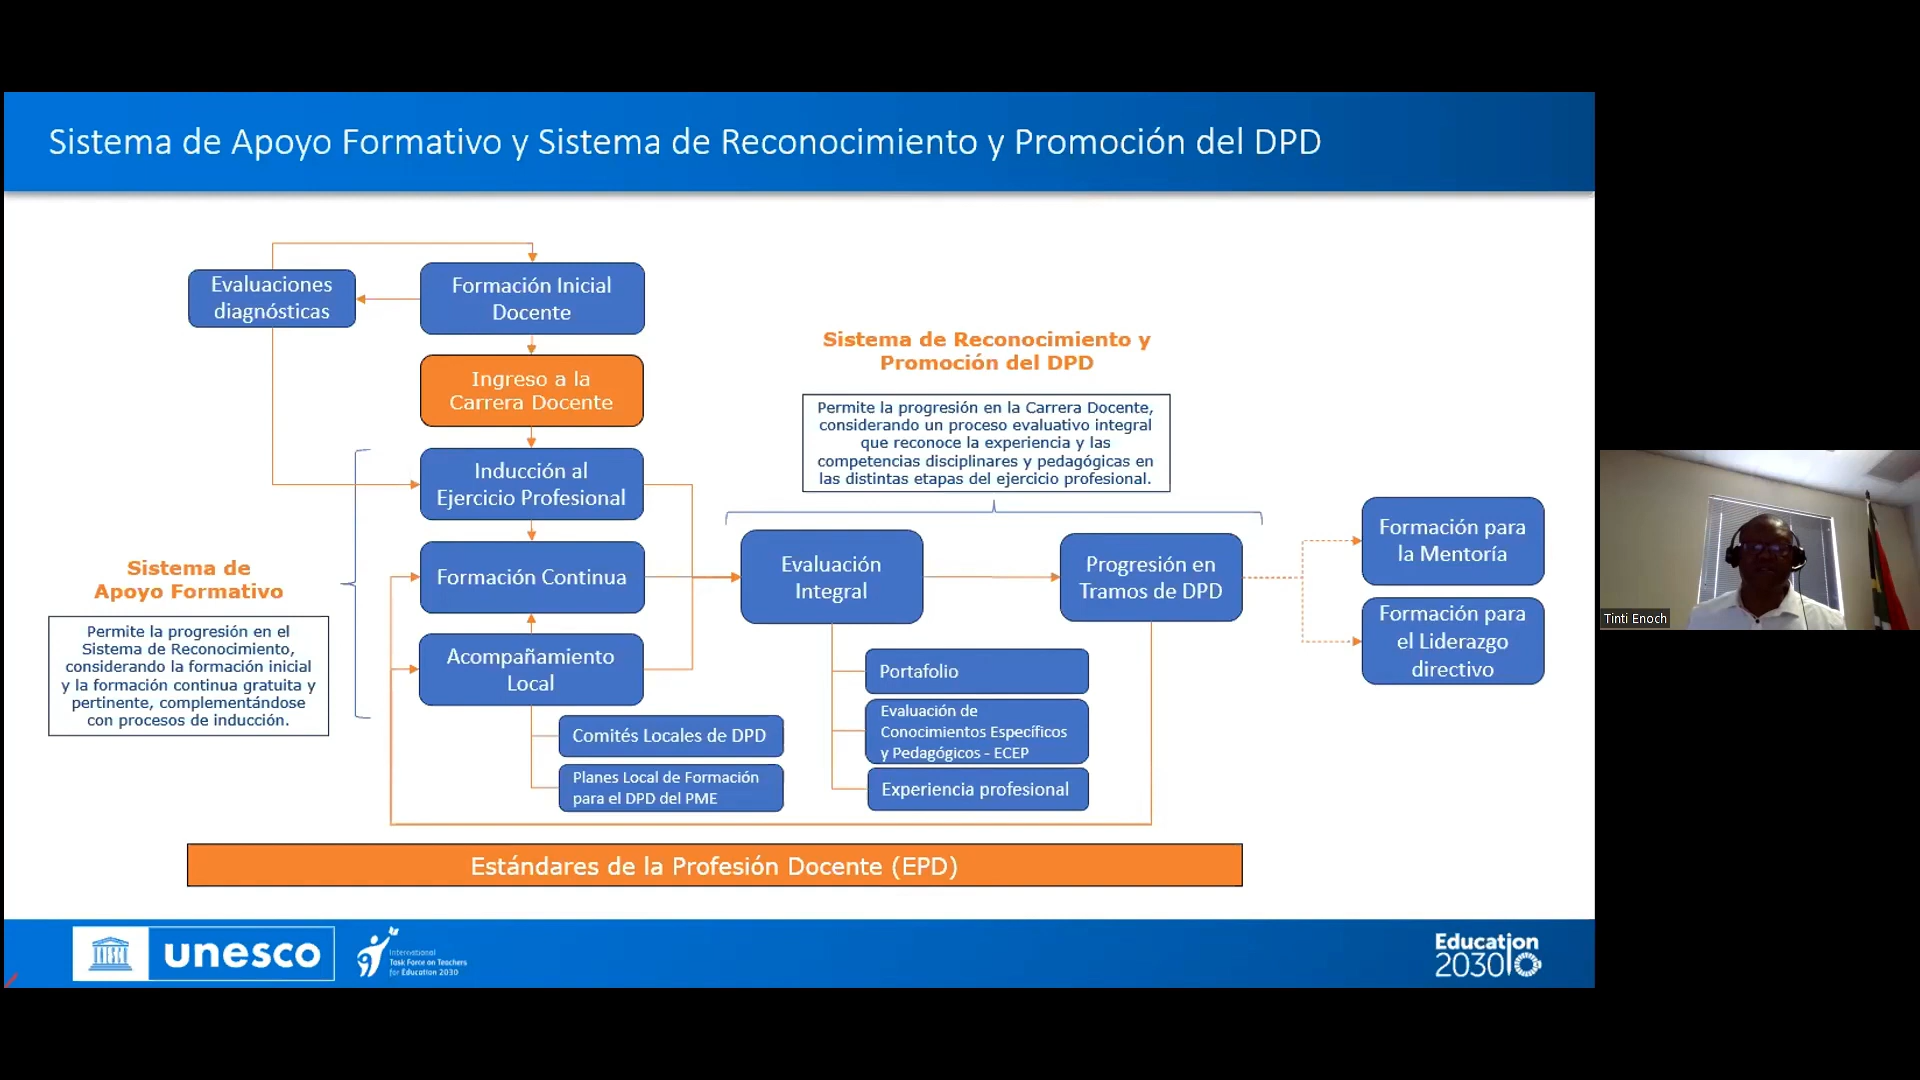 Sistema de Apoyo Formativo y Sistema de Reconocimiento y Promoción del DPD
Evaluaciones
diagnósticas
Formación Inicial
Docente
Ingreso a la
Carrera Docente
Inducción al
Ejercicio Profesional
Formación Continua
Acompañamiento
Local
Comités Locales de DPD
Planes Local de Formación
para el DPD del PME
Sistema de
Apoyo Formativo
Permite la progresión en el
Sistema de Reconocimiento,
considerando la formación inicial
y la formación continua gratuita y
pertinente, complementándose
con procesos de inducción.
Sistema de Reconocimiento y
Promoción del DPD
Permite la progresión en la Carrera Docente,
considerando un proceso evaluativo integral
que reconoce la experiencia y las
competencias disciplinares y pedagógicas en
las distintas etapas del ejercicio profesional.
Evaluación
Integral
Portafolio
Evaluación de
Conocimientos Específicos
y Pedagógicos - ECEP
Experiencia profesional
Progresión en
Tramos de DPD
Formación para
la Mentoría
Formación para
el Liderazgo
directivo
Estándares de la Profesión Docente (EPD)
unesco
International
Task Force on Teachers
for Education 2030
Education
2030
Tinti Enoch